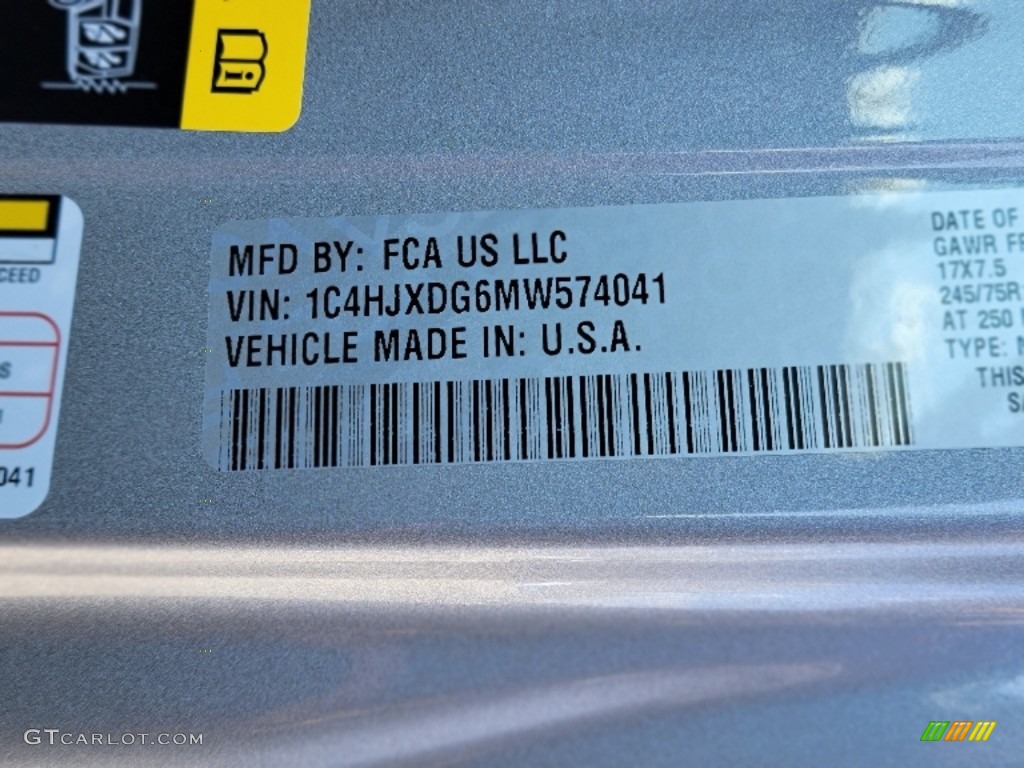 CEED
S
041
MFD BY: FCA US LLC
VIN: 1C4HJXDG6MW574041
VEHICLE MADE IN: U.S.A.
DATE OF
GAWR FR
17X7.5
245/75R
AT 250
TYPE:
THIS
GTCARLOT.COM